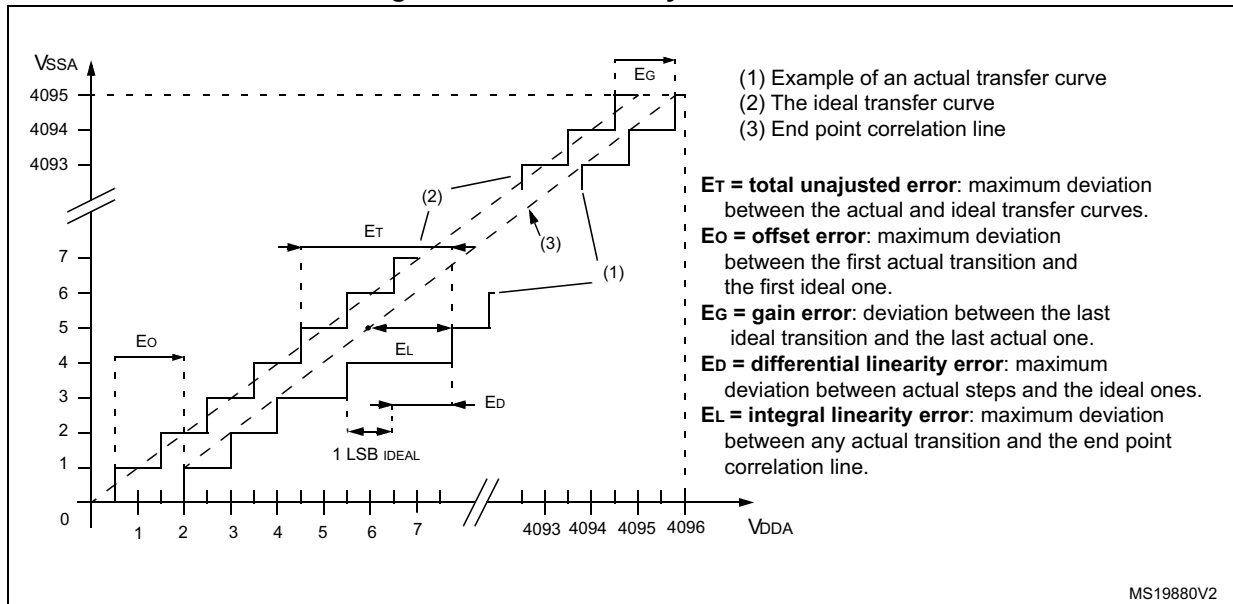 VSSA
EG
(1) Example of an actual transfer curve
(2) The ideal transfer curve
(3) End point correlation line
4095
4094
4093
ET = total unajusted error: maximum deviation
between the actual and ideal transfer curves.
EO = offset error: maximum deviation
between the first actual transition and
the first ideal one.
EG = gain error: deviation between the last
ideal transition and the last actual one.
ED = differential linearity error: maximum
deviation between actual steps and the ideal ones.
EL = integral linearity error: maximum deviation
between any actual transition and the end point
correlation line.
(2)
ET
(3)
(1)
7
6
5
4
3
2
1
0
EO
EL
ED
1 LSB IDEAL
1 2 3 4 5 6 7 4093 4094 4095 4096
VDDA
MS19880V2